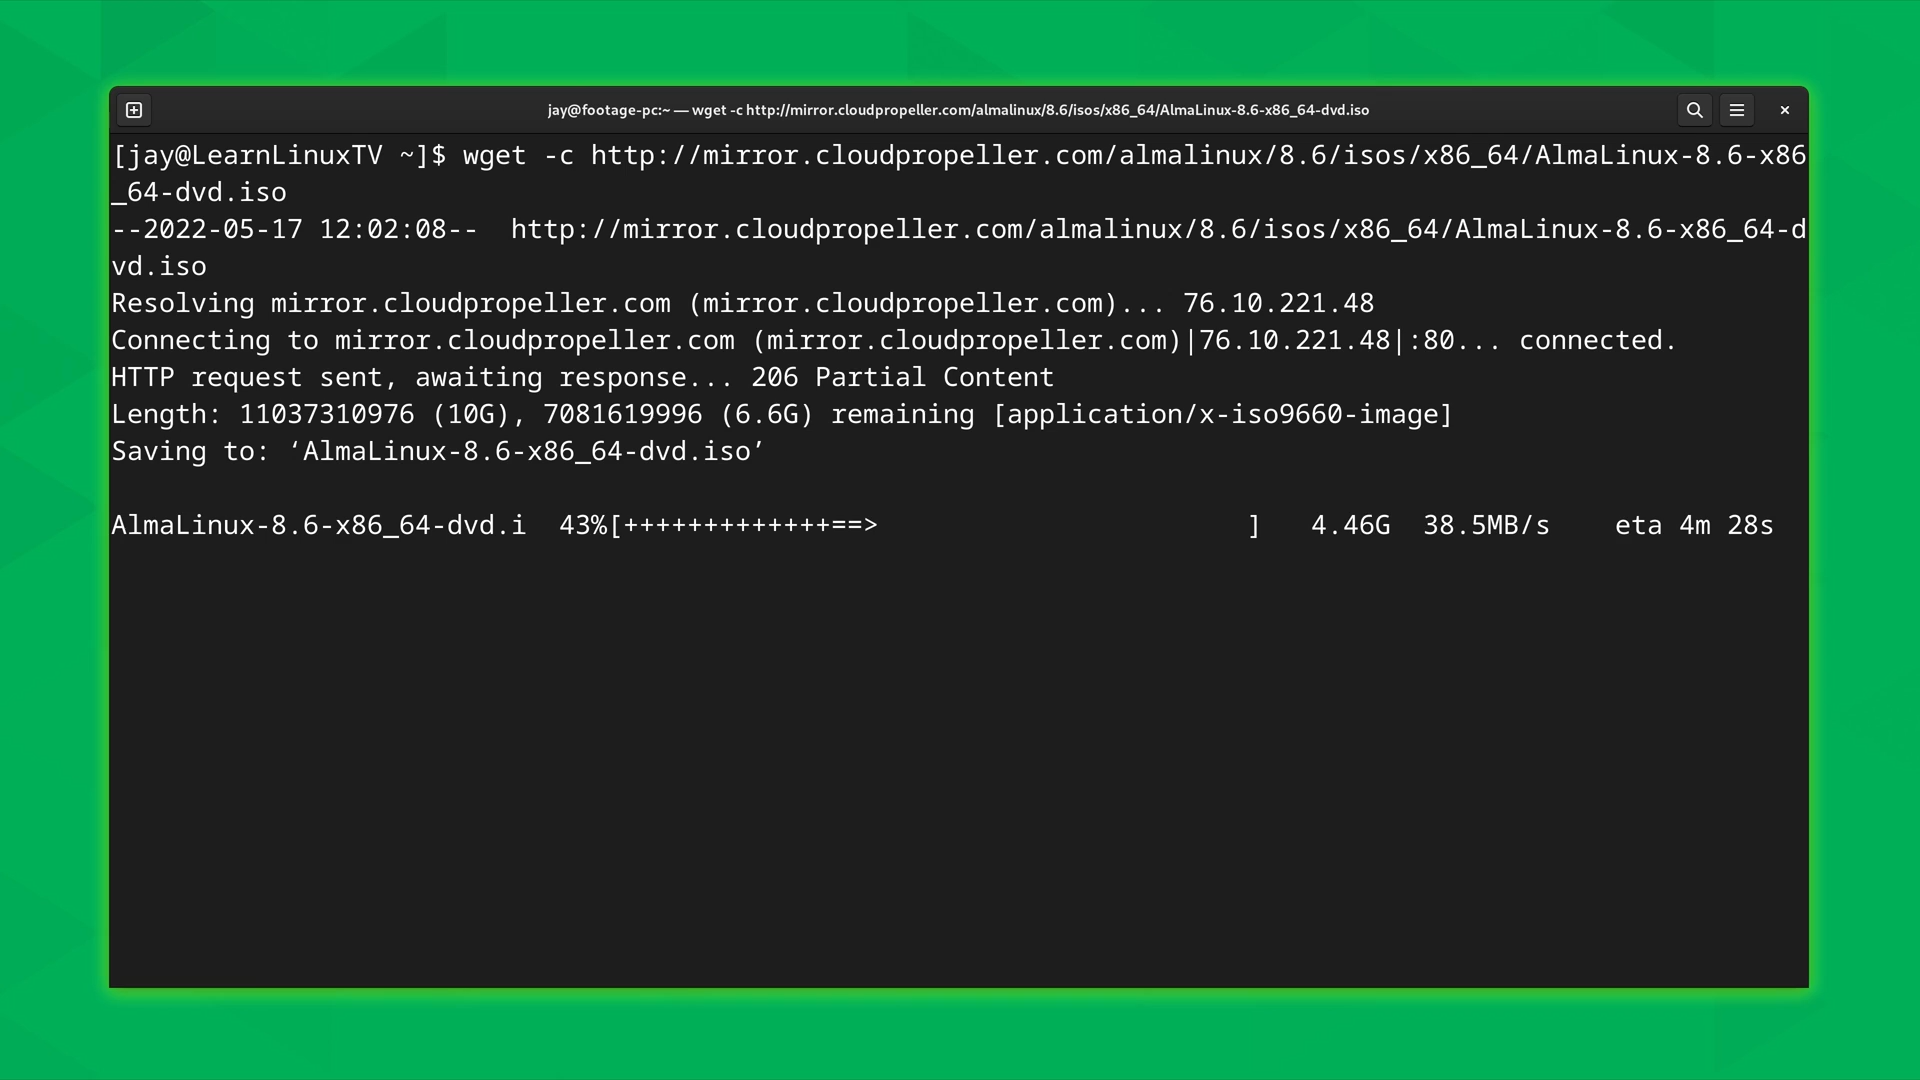 jay@footage-pc:~ — wget -c http://mirror.cloudpropeller.com/almalinux/8.6/isos/x86_64/AlmaLinux-8.6-x86_64-dvd.iso
[jay@LearnLinuxTV ~]$ wget -c http://mirror.cloudpropeller.com/almalinux/8.6/isos/x86_64/AlmaLinux-8.6-x86
_64-dvd.iso
--2022-05-17 12:02:08--  http://mirror.cloudpropeller.com/almalinux/8.6/isos/x86_64/AlmaLinux-8.6-x86_64-d
vd.iso
Resolving mirror.cloudpropeller.com (mirror.cloudpropeller.com)... 76.10.221.48
Connecting to mirror.cloudpropeller.com (mirror.cloudpropeller.com)|76.10.221.48|:80... connected.
HTTP request sent, awaiting response... 206 Partial Content
Length: 11037310976 (10G), 7081619996 (6.6G) remaining [application/x-iso9660-image]
Saving to: ‘AlmaLinux-8.6-x86_64-dvd.iso’
AlmaLinux-8.6-x86_64-dvd.i  43%[+++++++++++++==>                       ]   4.46G  38.5MB/s    eta 4m 28s